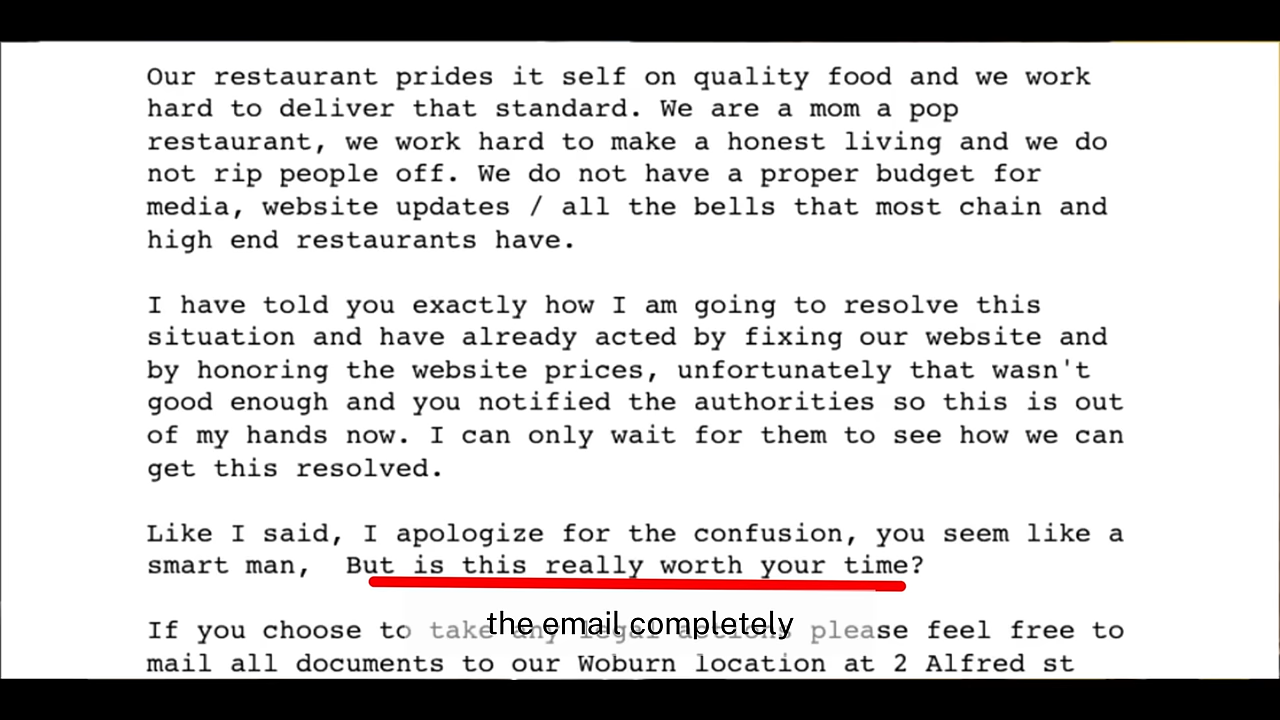 Our restaurant prides it self on quality food and we work
hard to deliver that standard. We are a mom a pop
restaurant, we work hard to make a honest living and we do
not rip people off. We do not have a proper budget for
media, website updates / all the bells that most chain and
high end restaurants have.
I have told you exactly how I am going to resolve this
situation and have already acted by fixing our website and
by honoring the website prices, unfortunately that wasn't
good enough and you notified the authorities so this is out
of my hands now. I can only wait for them to see how we can
get this resolved.
Like I said, I apologize for the confusion, you seem like a
smart man, But is this really worth your time?
the email completely
If you choose to take any legal actions please feel free to
mail all documents to our Woburn location at 2 Alfred st